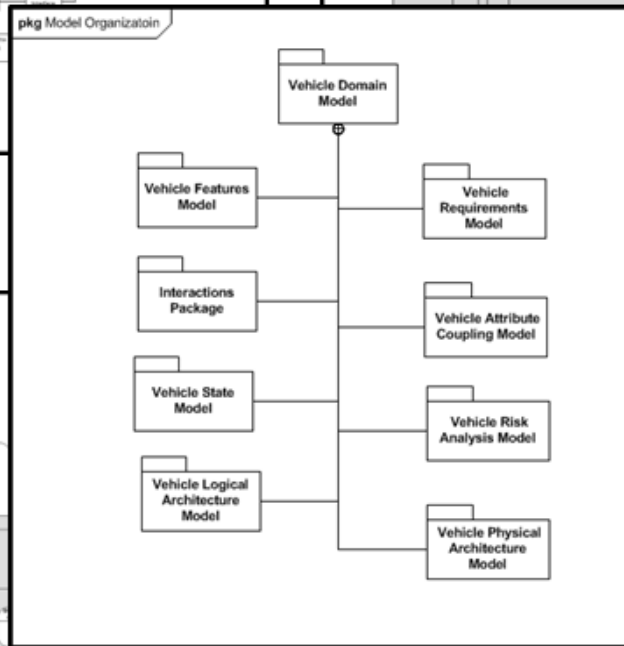 pkg Model Organizatoin
Vehicle Domain
Model
Vehicle Features
Model
Vehicle
Requirements
Model
Interactions
Package
Vehicle Attribute
Coupling Model
Vehicle State
Model
Vehicle Risk
Analysis Model
Vehicle Logical
Architecture
Model
Vehicle Physical
Architecture
Model